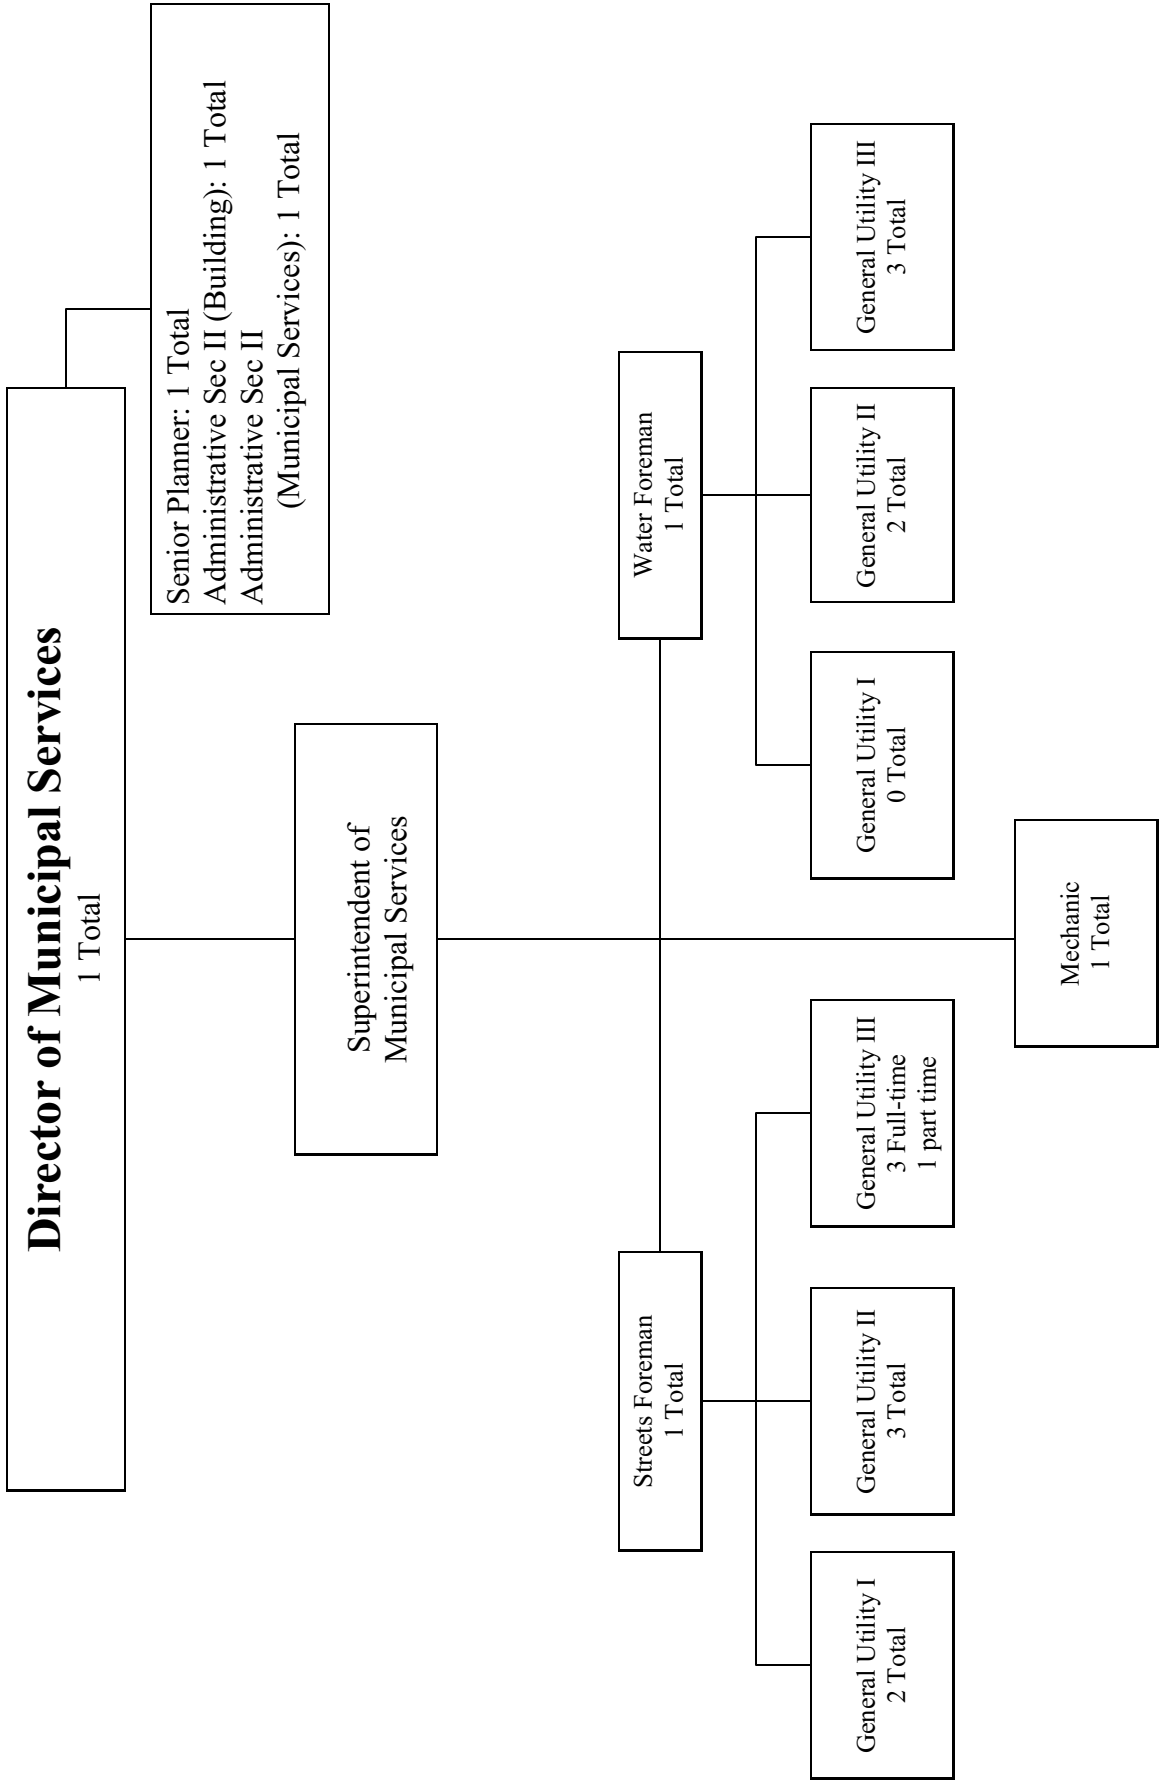 Director of Municipal Services
1 Total
Senior Planner: 1 Total
Administrative Sec II (Building): 1 Total
Administrative Sec II
(Municipal Services): 1 Total
Superintendent of
Municipal Services
Streets Foreman
1 Total
Water Foreman
1 Total
General Utility I
2 Total
General Utility II
3 Total
General Utility III
3 Full-time
1 part time
General Utility I
0 Total
General Utility II
2 Total
General Utility III
3 Total
Mechanic
1 Total